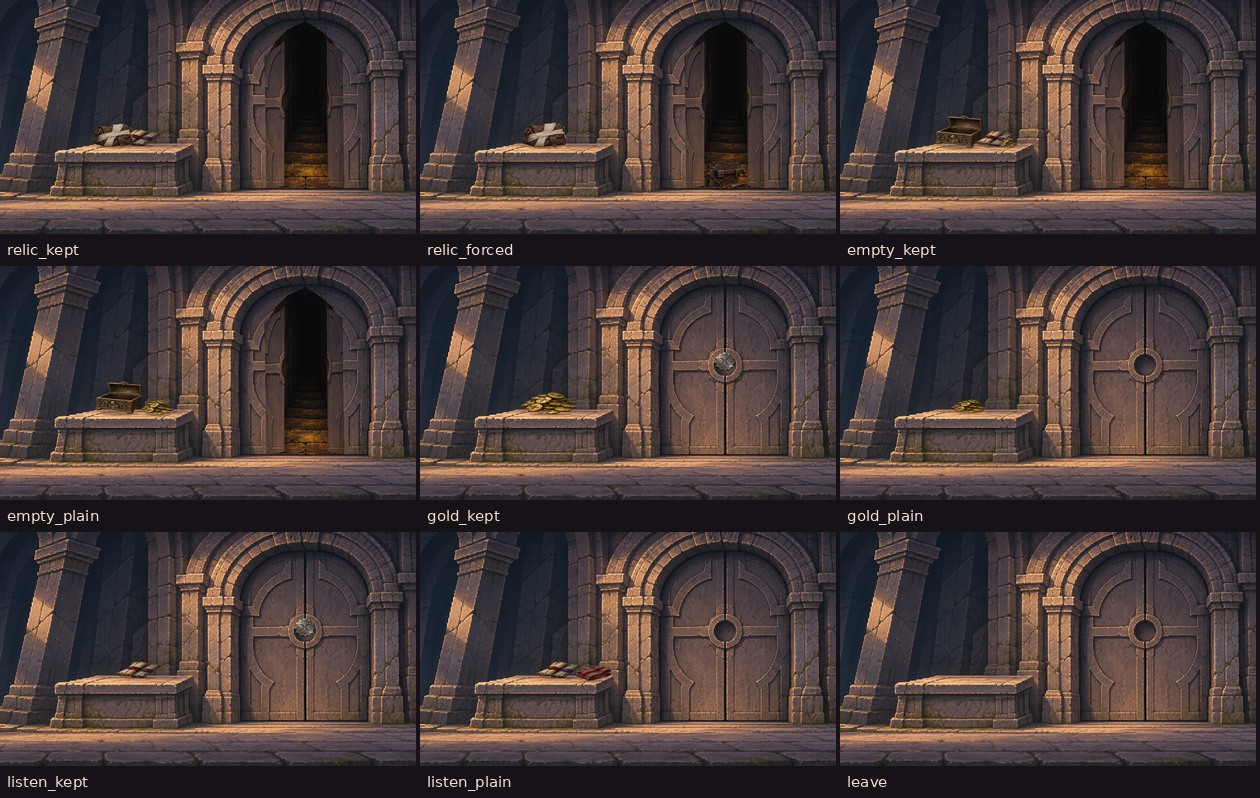 relic_kept
relic_forced
empty_kept
empty_plain
gold_kept
gold_plain
listen_kept
listen_plain
leave